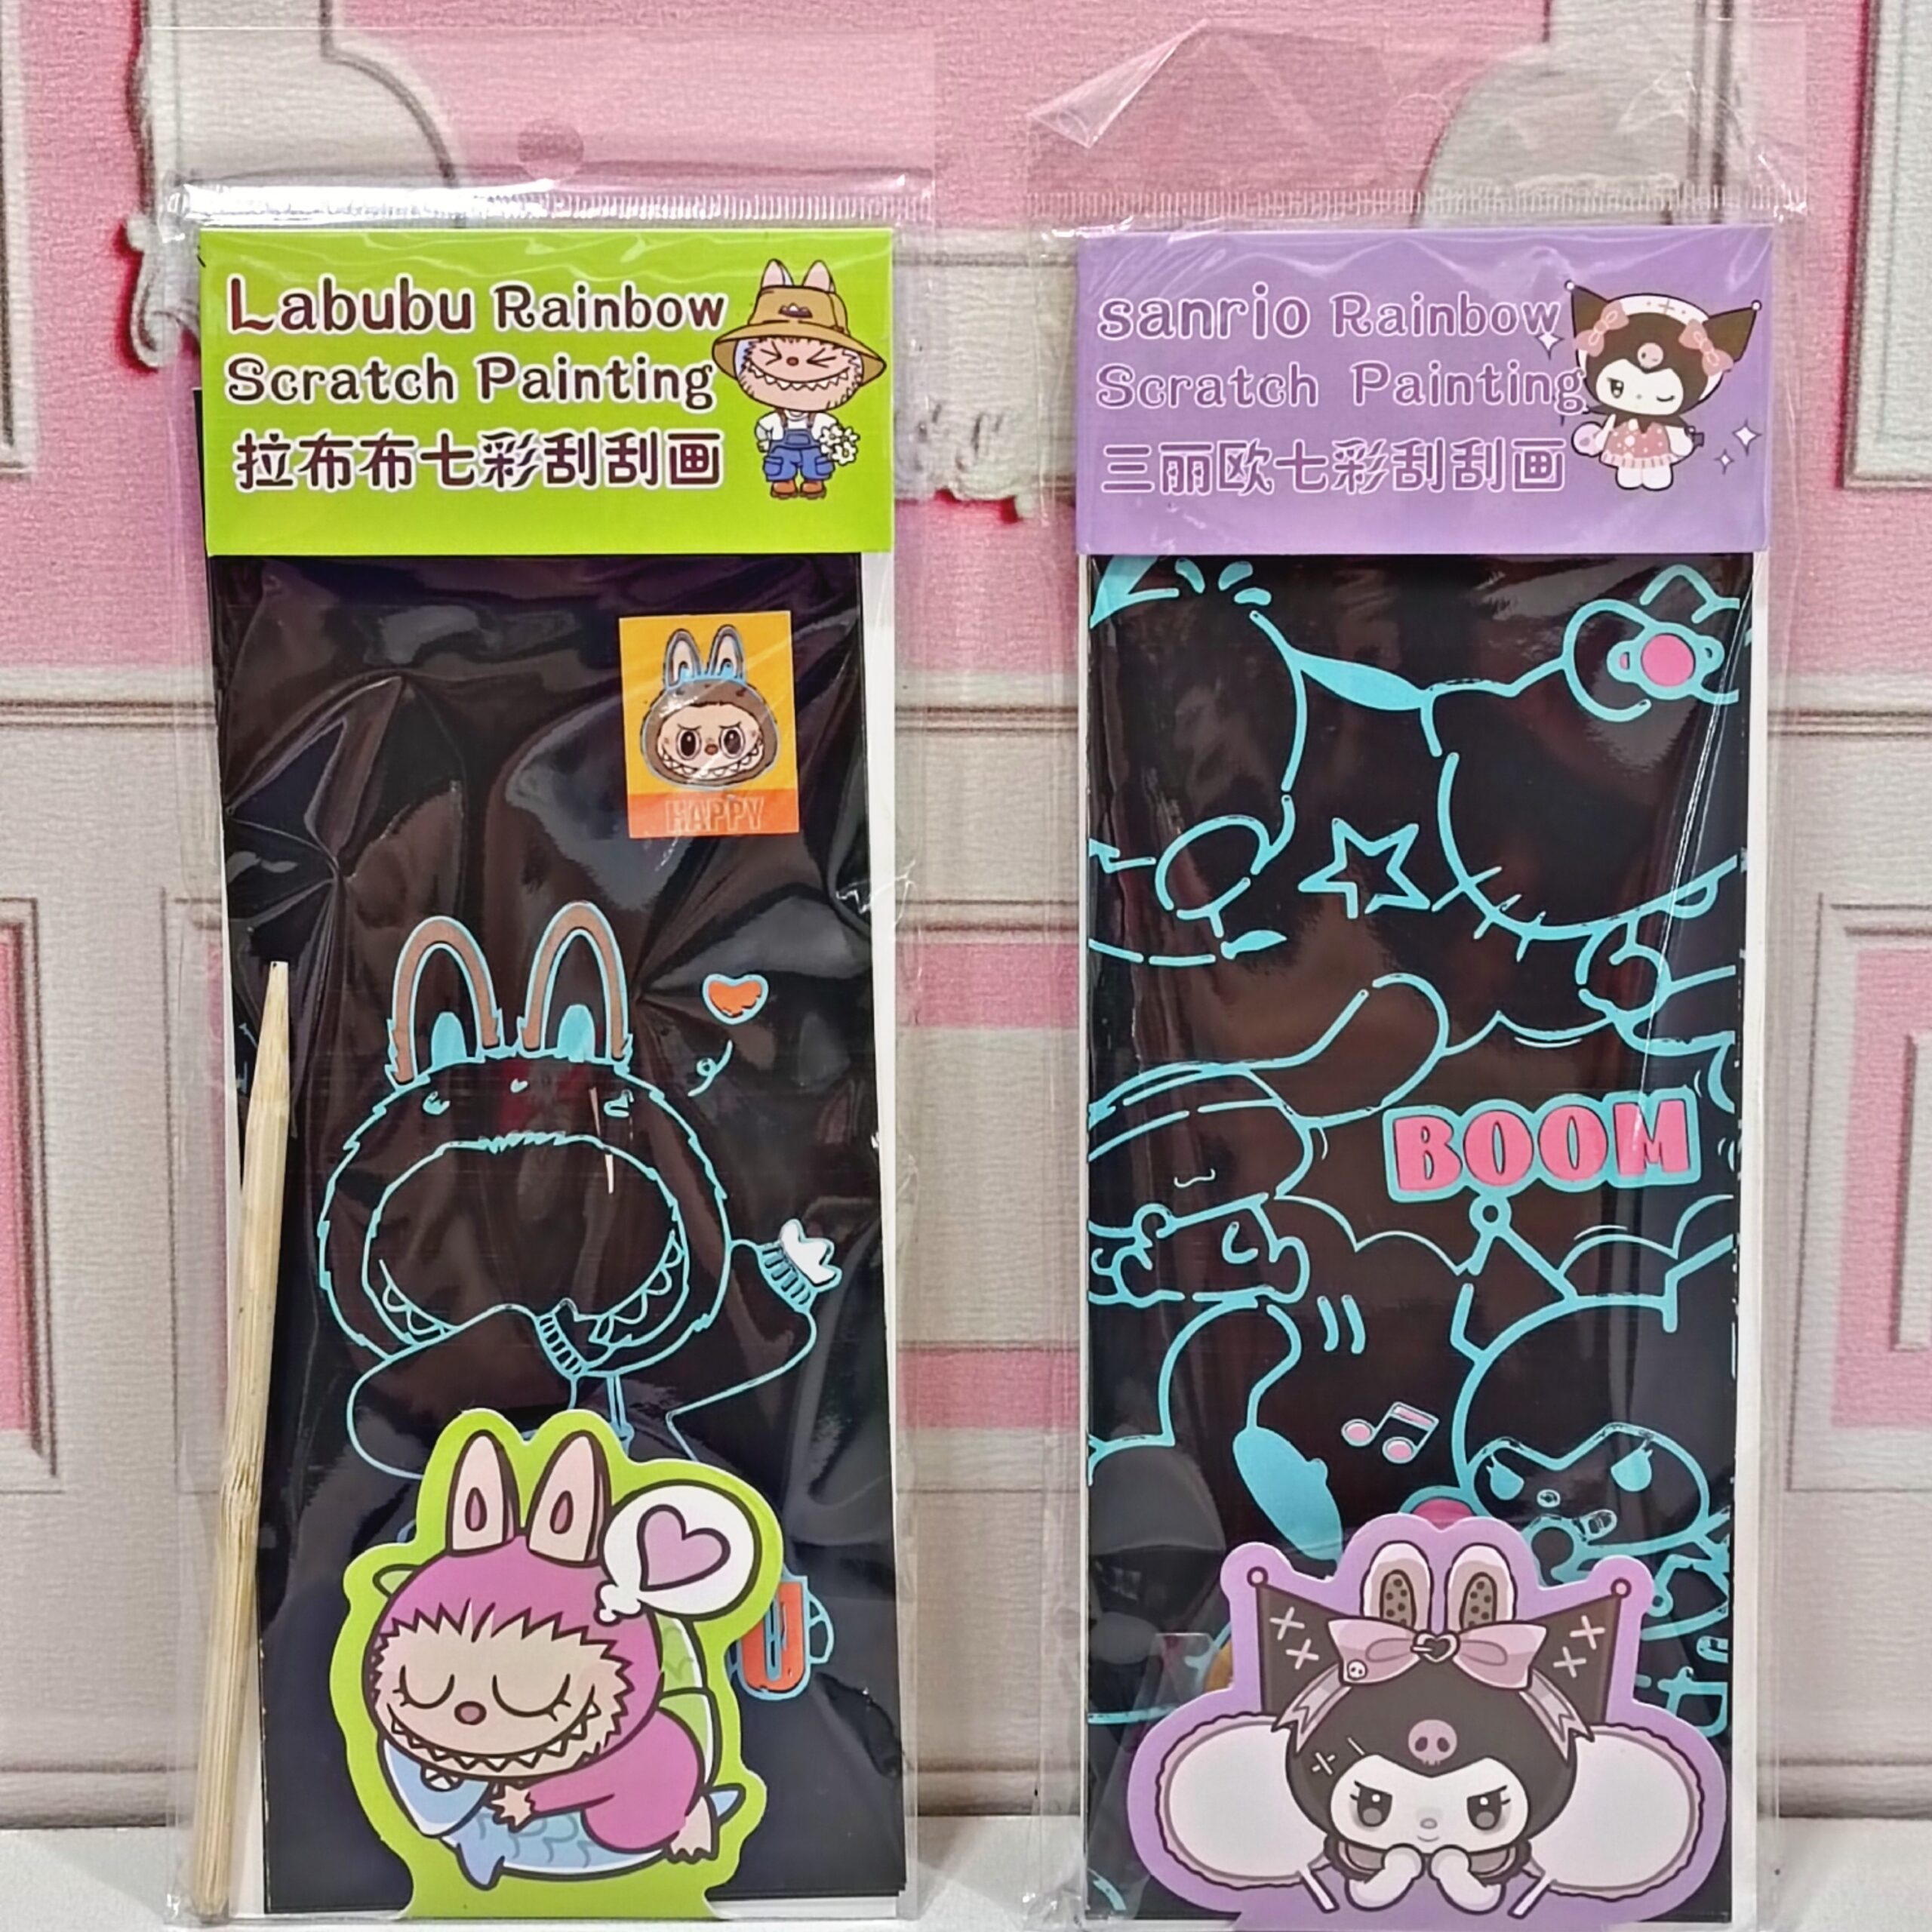 Labubu Rainbow
Scratch Painting
拉布布七彩刮刮画
HAPPY
sanrio Rainbow
Scratch Painting
三丽欧七彩刮刮画
BOOM